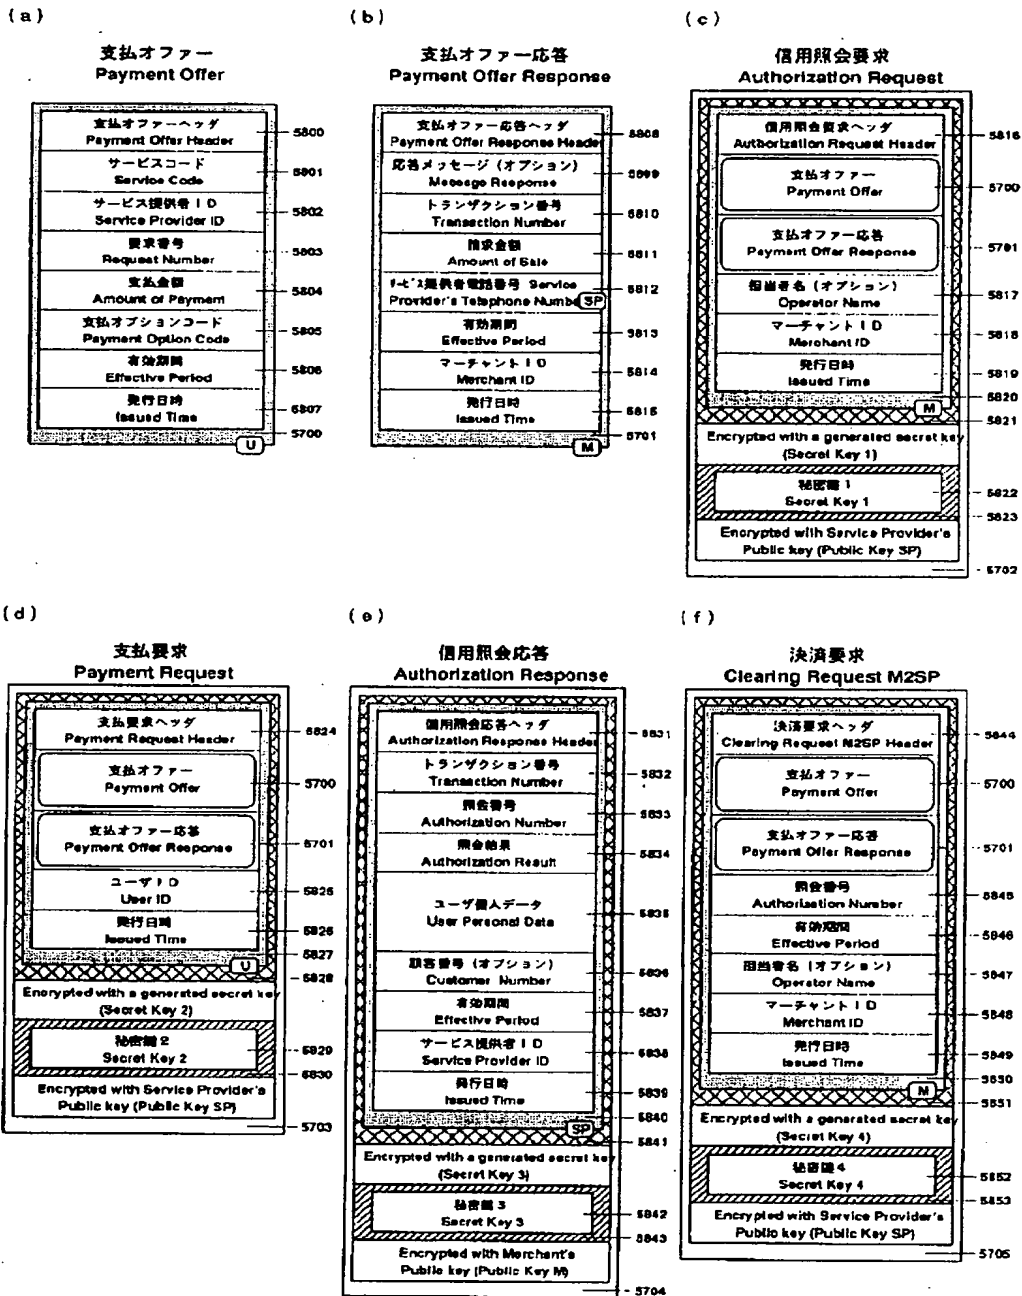 (a)
支払オファー
Payment Offer
支払オファーヘッダ
Payment Offer Header
5800
サービスコード
Service Code
5801
サービス提供者ID
Service Provider ID
5802
要求番号
Request Number
5803
支払金額
Amount of Payment
5804
支払オプションコード
Payment Option Code
5805
有効期間
Effective Period
5806
発行日時
Issued Time
5807
5700
U
(b)
支払オファー応答
Payment Offer Response
支払オファー応答ヘッダ
Payment Offer Response Header
5808
応答メッセージ(オプション)
Message Response
5809
トランザクション番号
Transaction Number
5810
請求金額
Amount of Sale
5811
サービス提供者電話番号 Service
Provider's Telephone Number
SP
5812
有効期間
Effective Period
5813
マーチャントID
Merchant ID
5814
発行日時
Issued Time
5815
5701
M
(c)
信用照会要求
Authorization Request
信用照会要求ヘッダ
Authorization Request Header
5816
支払オファー
Payment Offer
5700
支払オファー応答
Payment Offer Response
5701
担当者名(オプション)
Operator Name
5817
マーチャントID
Merchant ID
5818
発行日時
Issued Time
5819
5820
M
5821
Encrypted with a generated secret key
(Secret Key 1)
秘密鍵1
Secret Key 1
5822
5823
Encrypted with Service Provider's
Public key (Public Key SP)
5702
(d)
支払要求
Payment Request
支払要求ヘッダ
Payment Request Header
5824
支払オファー
Payment Offer
5700
支払オファー応答
Payment Offer Response
5701
ユーザID
User ID
5825
発行日時
Issued Time
5826
5827
U
5828
Encrypted with a generated secret key
(Secret Key 2)
秘密鍵2
Secret Key 2
5829
5830
Encrypted with Service Provider's
Public key (Public Key SP)
5703
(e)
信用照会応答
Authorization Response
信用照会応答ヘッダ
Authorization Response Header
5831
トランザクション番号
Transaction Number
5832
照会番号
Authorization Number
5833
照会結果
Authorization Result
5834
ユーザ個人データ
User Personal Data
5835
顧客番号(オプション)
Customer Number
5836
有効期間
Effective Period
5837
サービス提供者ID
Service Provider ID
5838
発行日時
Issued Time
5839
5840
SP
5841
Encrypted with a generated secret key
(Secret Key 3)
秘密鍵3
Secret Key 3
5842
5843
Encrypted with Merchant's
Public key (Public Key M)
5704
(f)
決済要求
Clearing Request M2SP
決済要求ヘッダ
Clearing Request M2SP Header
5844
支払オファー
Payment Offer
5700
支払オファー応答
Payment Offer Response
5701
照会番号
Authorization Number
5845
有効期間
Effective Period
5846
担当者名(オプション)
Operator Name
5847
マーチャントID
Merchant ID
5848
発行日時
Issued Time
5849
5850
M
5851
Encrypted with a generated secret key
(Secret Key 4)
秘密鍵4
Secret Key 4
5852
5853
Encrypted with Service Provider's
Public key (Public Key SP)
5705